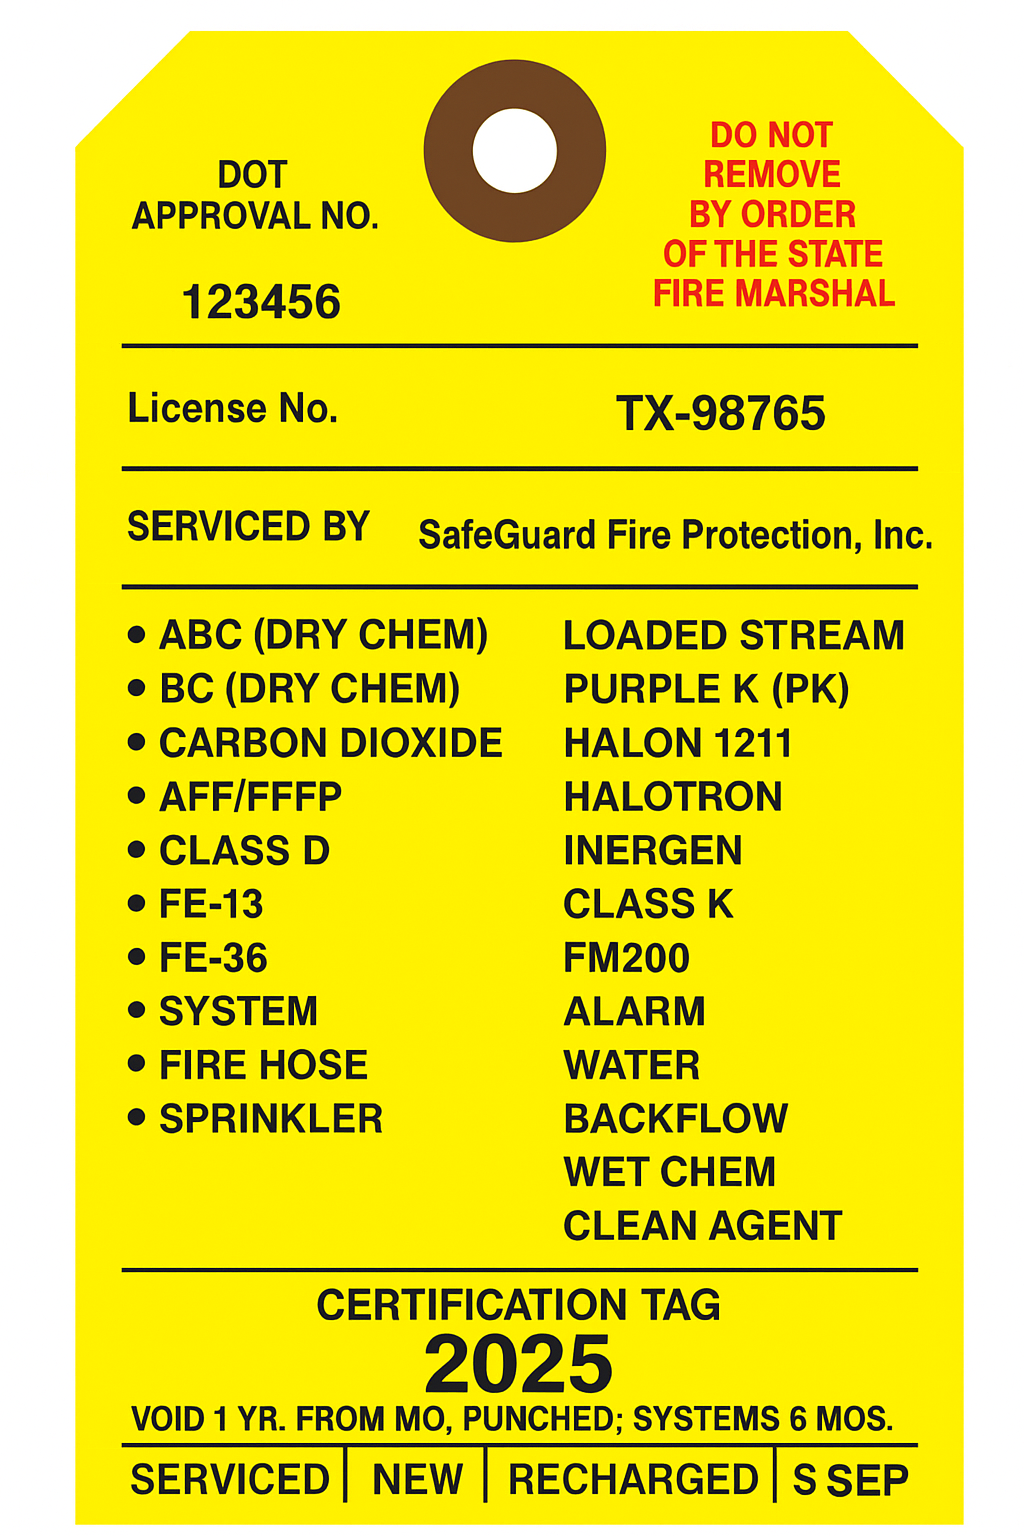 DOT
APPROVAL NO.
123456
DO NOT
REMOVE
BY ORDER
OF THE STATE
FIRE MARSHAL
License No. TX-98765
SERVICED BY SafeGuard Fire Protection, Inc.
• ABC (DRY CHEM)
• BC (DRY CHEM)
• CARBON DIOXIDE
• AFF/FFFP
• CLASS D
• FE-13
• FE-36
• SYSTEM
• FIRE HOSE
• SPRINKLER
LOADED STREAM
PURPLE K (PK)
HALON 1211
HALOTRON
INERGEN
CLASS K
FM200
ALARM
WATER
BACKFLOW
WET CHEM
CLEAN AGENT
CERTIFICATION TAG
2025
VOID 1 YR. FROM MO, PUNCHED; SYSTEMS 6 MOS.
SERVICED NEW RECHARGED S SEP